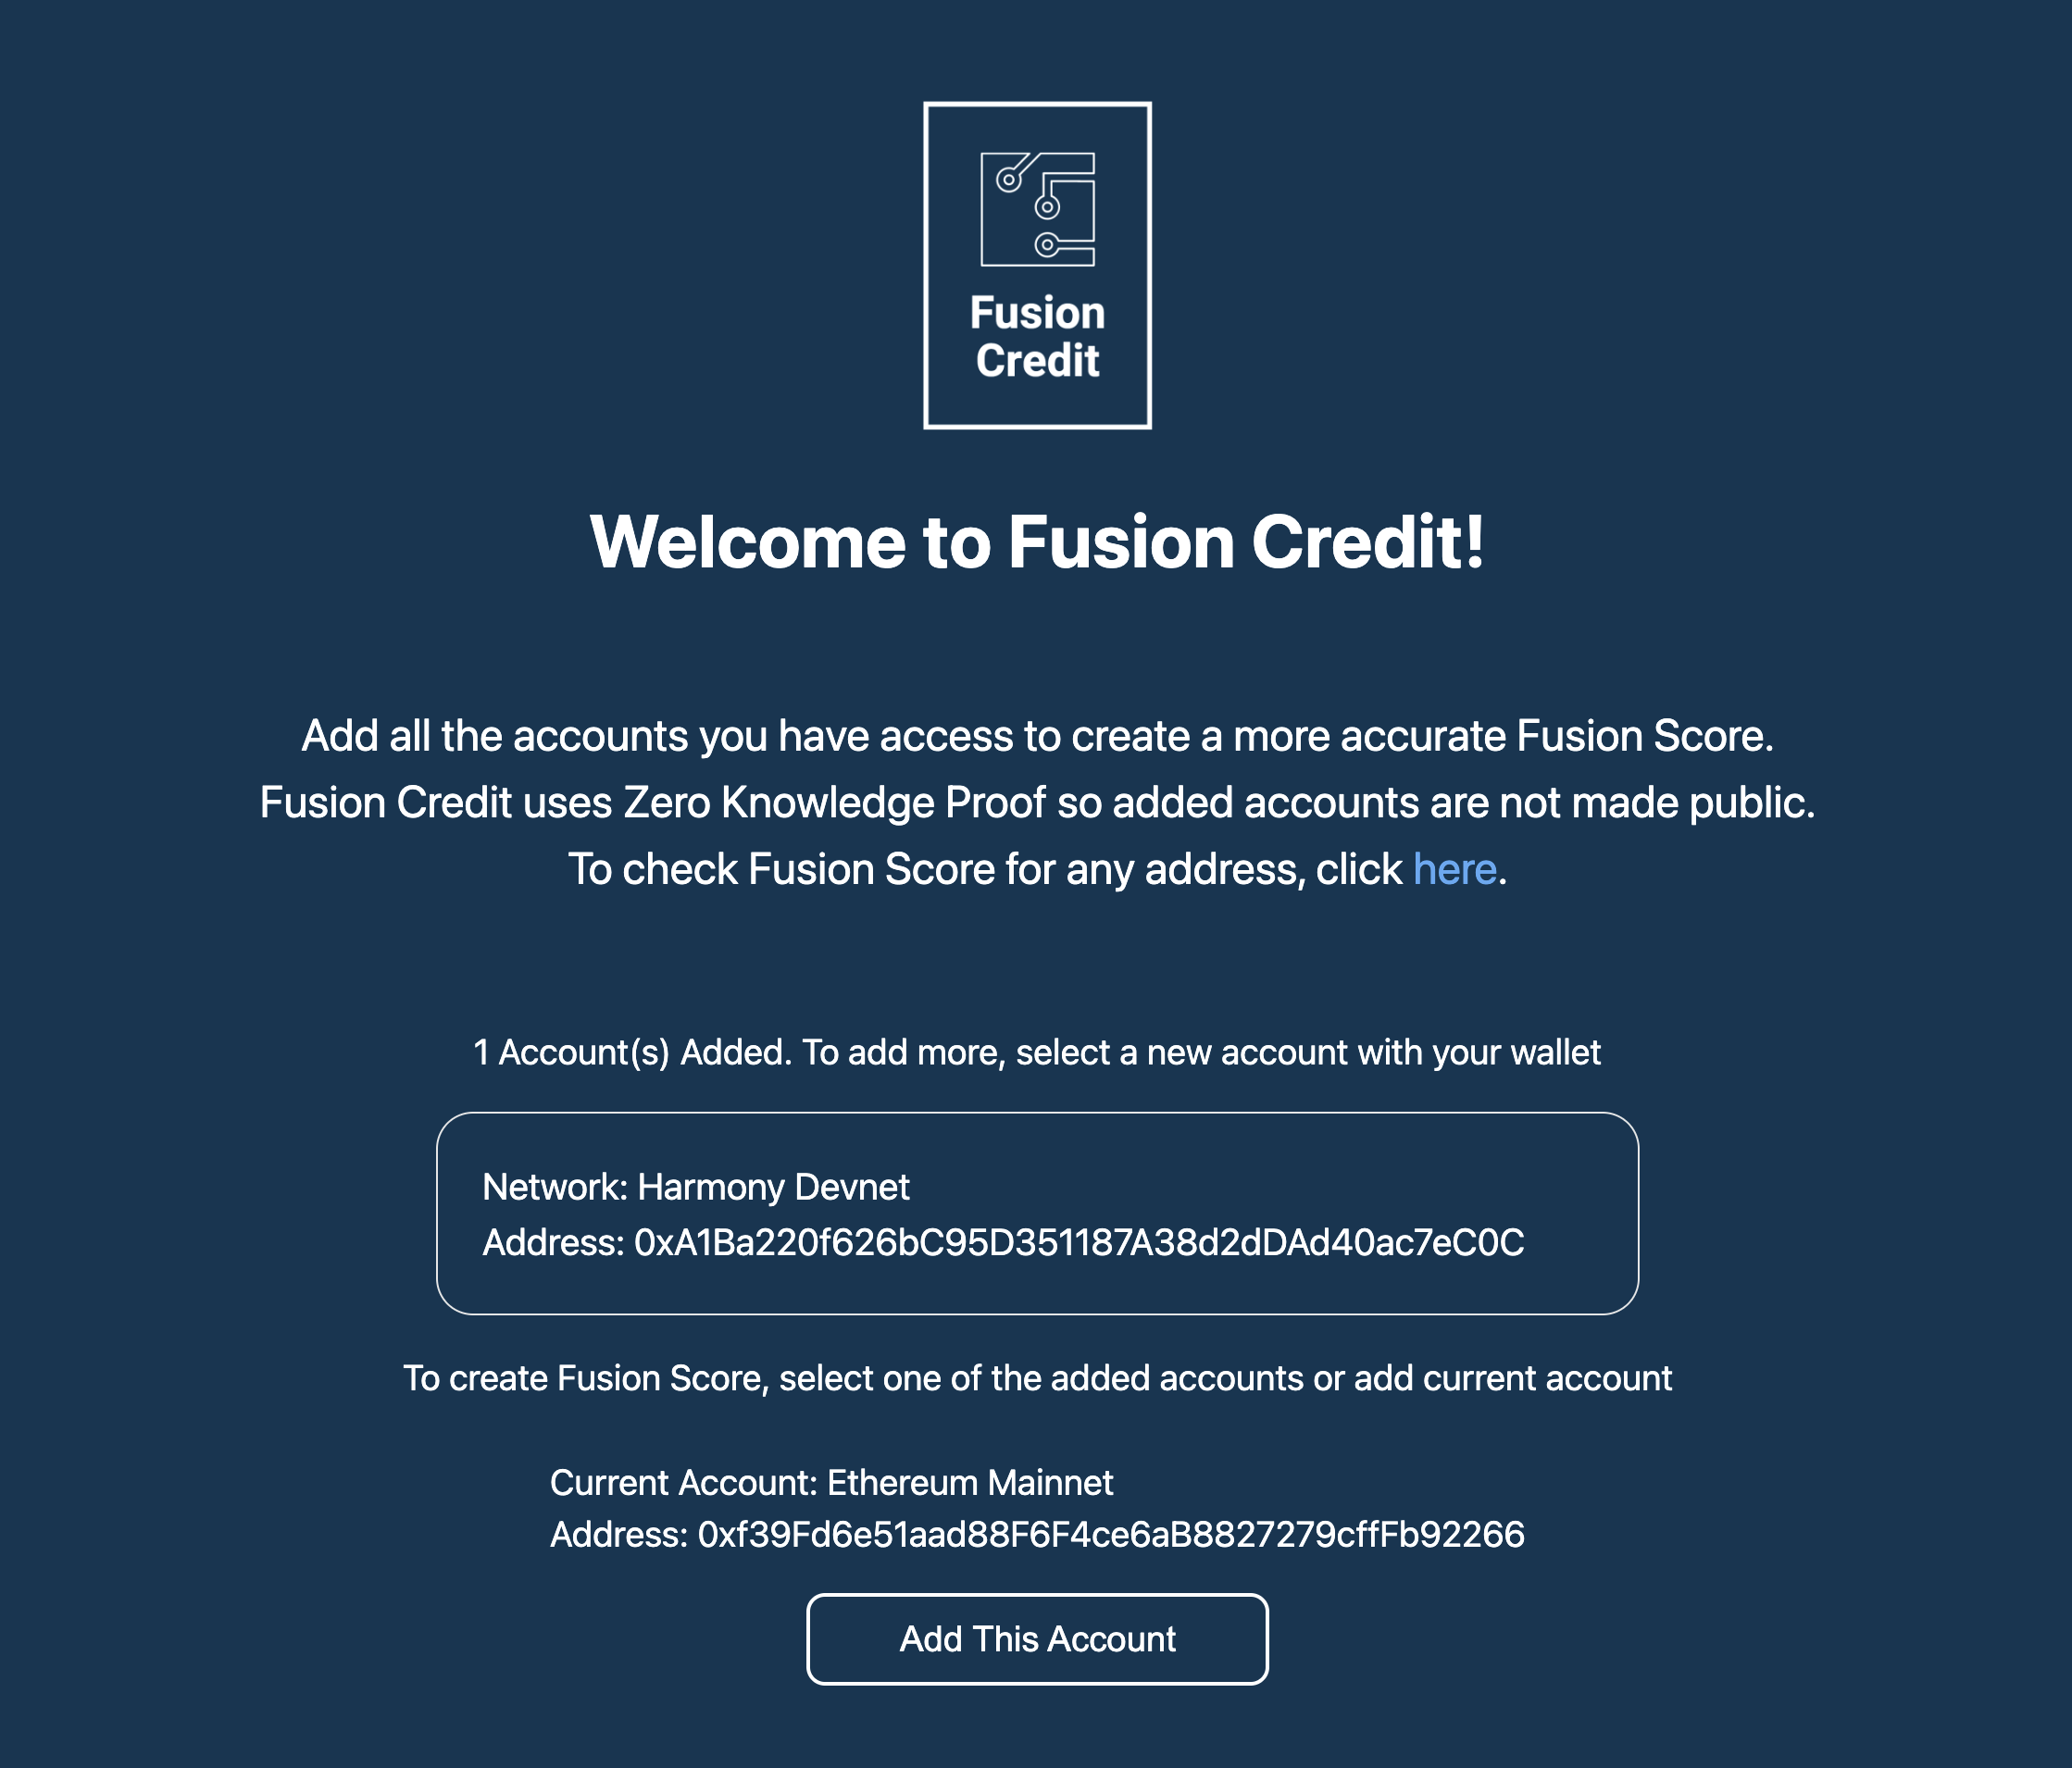 Fusion
Credit
Welcome to Fusion Credit!
Add all the accounts you have access to create a more accurate Fusion Score.
Fusion Credit uses Zero Knowledge Proof so added accounts are not made public.
To check Fusion Score for any address, click here.
1 Account(s) Added. To add more, select a new account with your wallet
Network: Harmony Devnet
Address: 0xA1Ba220f626bC95D351187A38d2dDAd40ac7eC0C
To create Fusion Score, select one of the added accounts or add current account
Current Account: Ethereum Mainnet
Address: 0xf39Fd6e51aad88F6F4ce6aB8827279cffFb92266
Add This Account